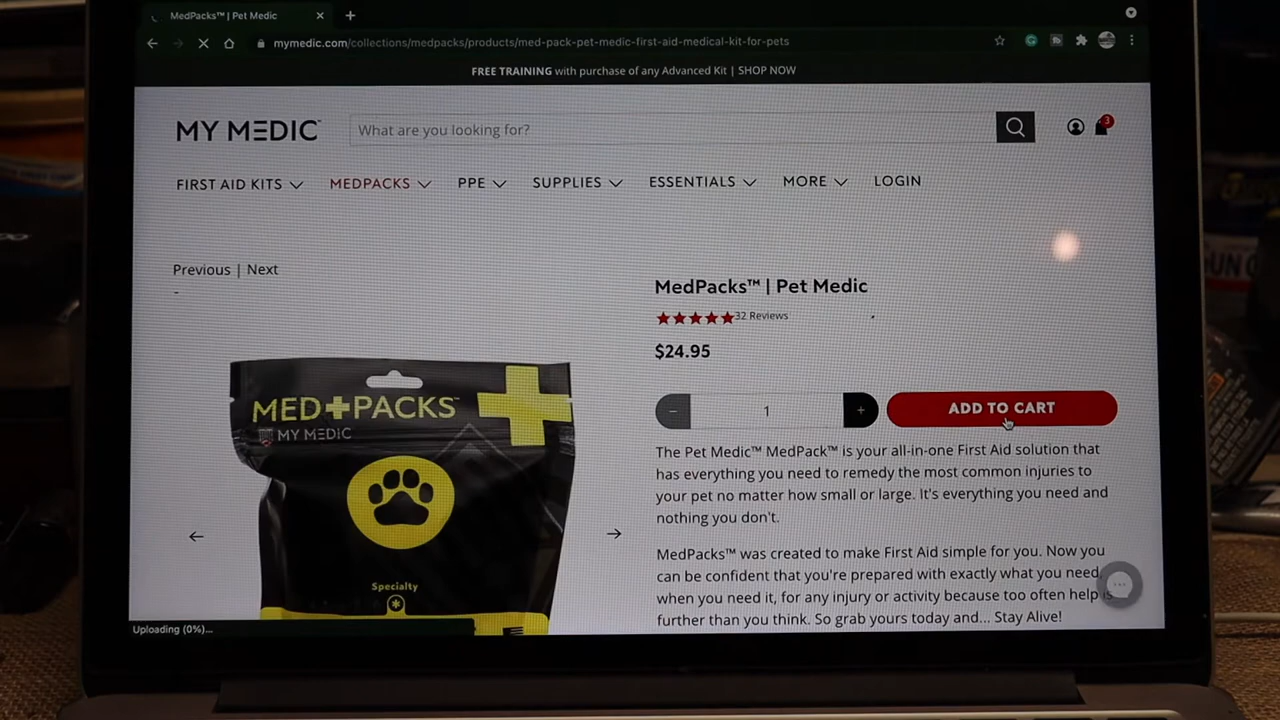 MedPacks™ | Pet Medic
mymedic.com/collections/medpacks/products/med-pack-pet-medic-first-aid-medical-kit-for-pets
FREE TRAINING with purchase of any Advanced Kit | SHOP NOW
MY MEDIC™
What are you looking for?
3
FIRST AID KITS
MEDPACKS
PPE
SUPPLIES
ESSENTIALS
MORE
LOGIN
Previous | Next
MED+PACKS™
MY MEDIC
Specialty
MedPacks™ | Pet Medic
32 Reviews
$24.95
− 1 +
ADD TO CART
The Pet Medic™ MedPack™ is your all-in-one First Aid solution that
has everything you need to remedy the most common injuries to
your pet no matter how small or large. It's everything you need and
nothing you don't.
MedPacks™ was created to make First Aid simple for you. Now you
can be confident that you're prepared with exactly what you need,
when you need it, for any injury or activity because too often help is
further than you think. So grab yours today and... Stay Alive!
Uploading (0%)...